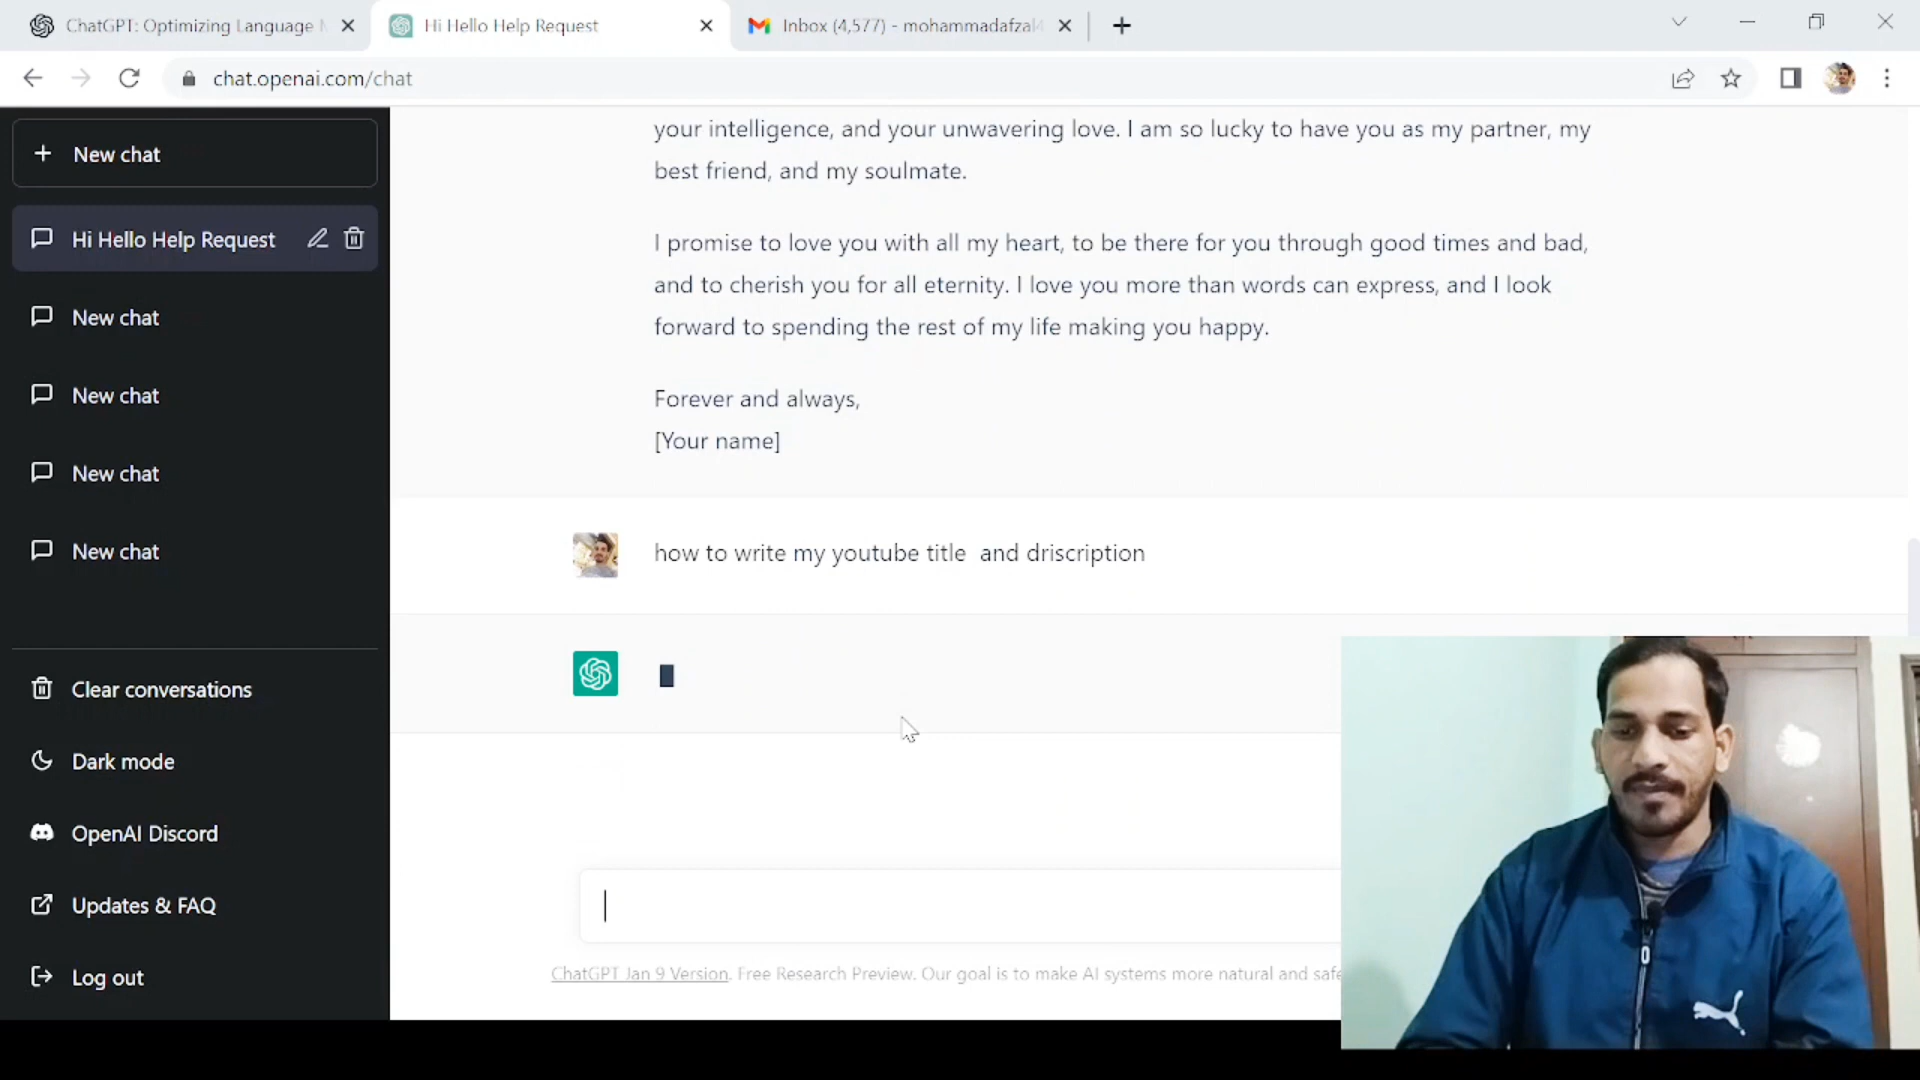 ChatGPT: Optimizing Language
Hi Hello Help Request
Inbox (4,577) - mohammadafzal
chat.openai.com/chat
New chat
Hi Hello Help Request
New chat
New chat
New chat
New chat
Clear conversations
Dark mode
OpenAI Discord
Updates & FAQ
Log out
your intelligence, and your unwavering love. I am so lucky to have you as my partner, my
best friend, and my soulmate.
I promise to love you with all my heart, to be there for you through good times and bad,
and to cherish you for all eternity. I love you more than words can express, and I look
forward to spending the rest of my life making you happy.
Forever and always,
[Your name]
how to write my youtube title  and driscription
ChatGPT Jan 9 Version. Free Research Preview. Our goal is to make AI systems more natural and safe